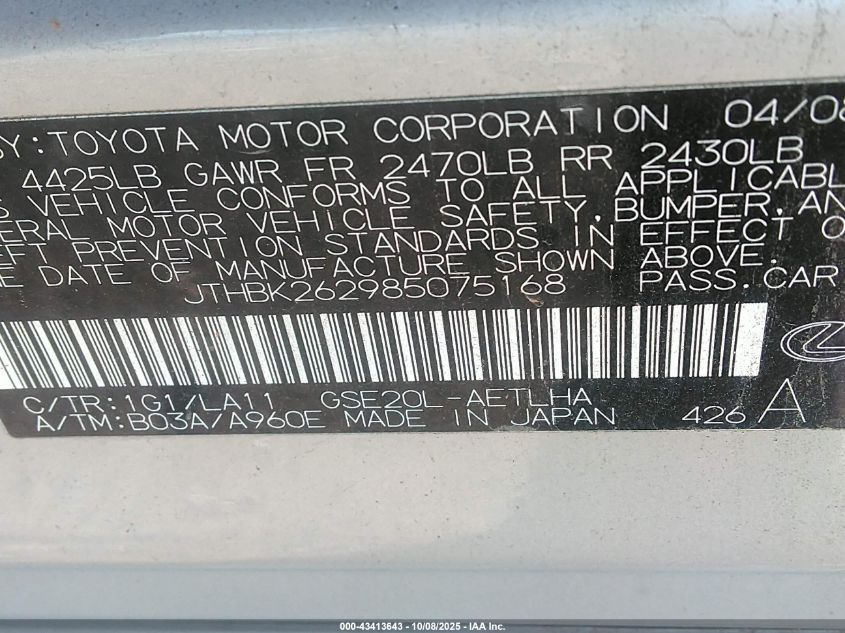 BY: TOYOTA MOTOR CORPORATION 04/08
4425LB GAWR FR 2470LB RR 2430LB
VEHICLE CONFORMS TO ALL APPLICABL
ERAL MOTOR VEHICLE SAFETY, BUMPER, AN
EFT PREVENTION STANDARDS IN EFFECT O
E DATE OF MANUFACTURE SHOWN ABOVE.
JTHBK262985075168 PASS.CAR
C/TR: 1G1/LA11 GSE20L-AETLHA
A/TM: B03A/A960E MADE IN JAPAN 426 A
000-43413643 - 10/08/2025 - IAA Inc.